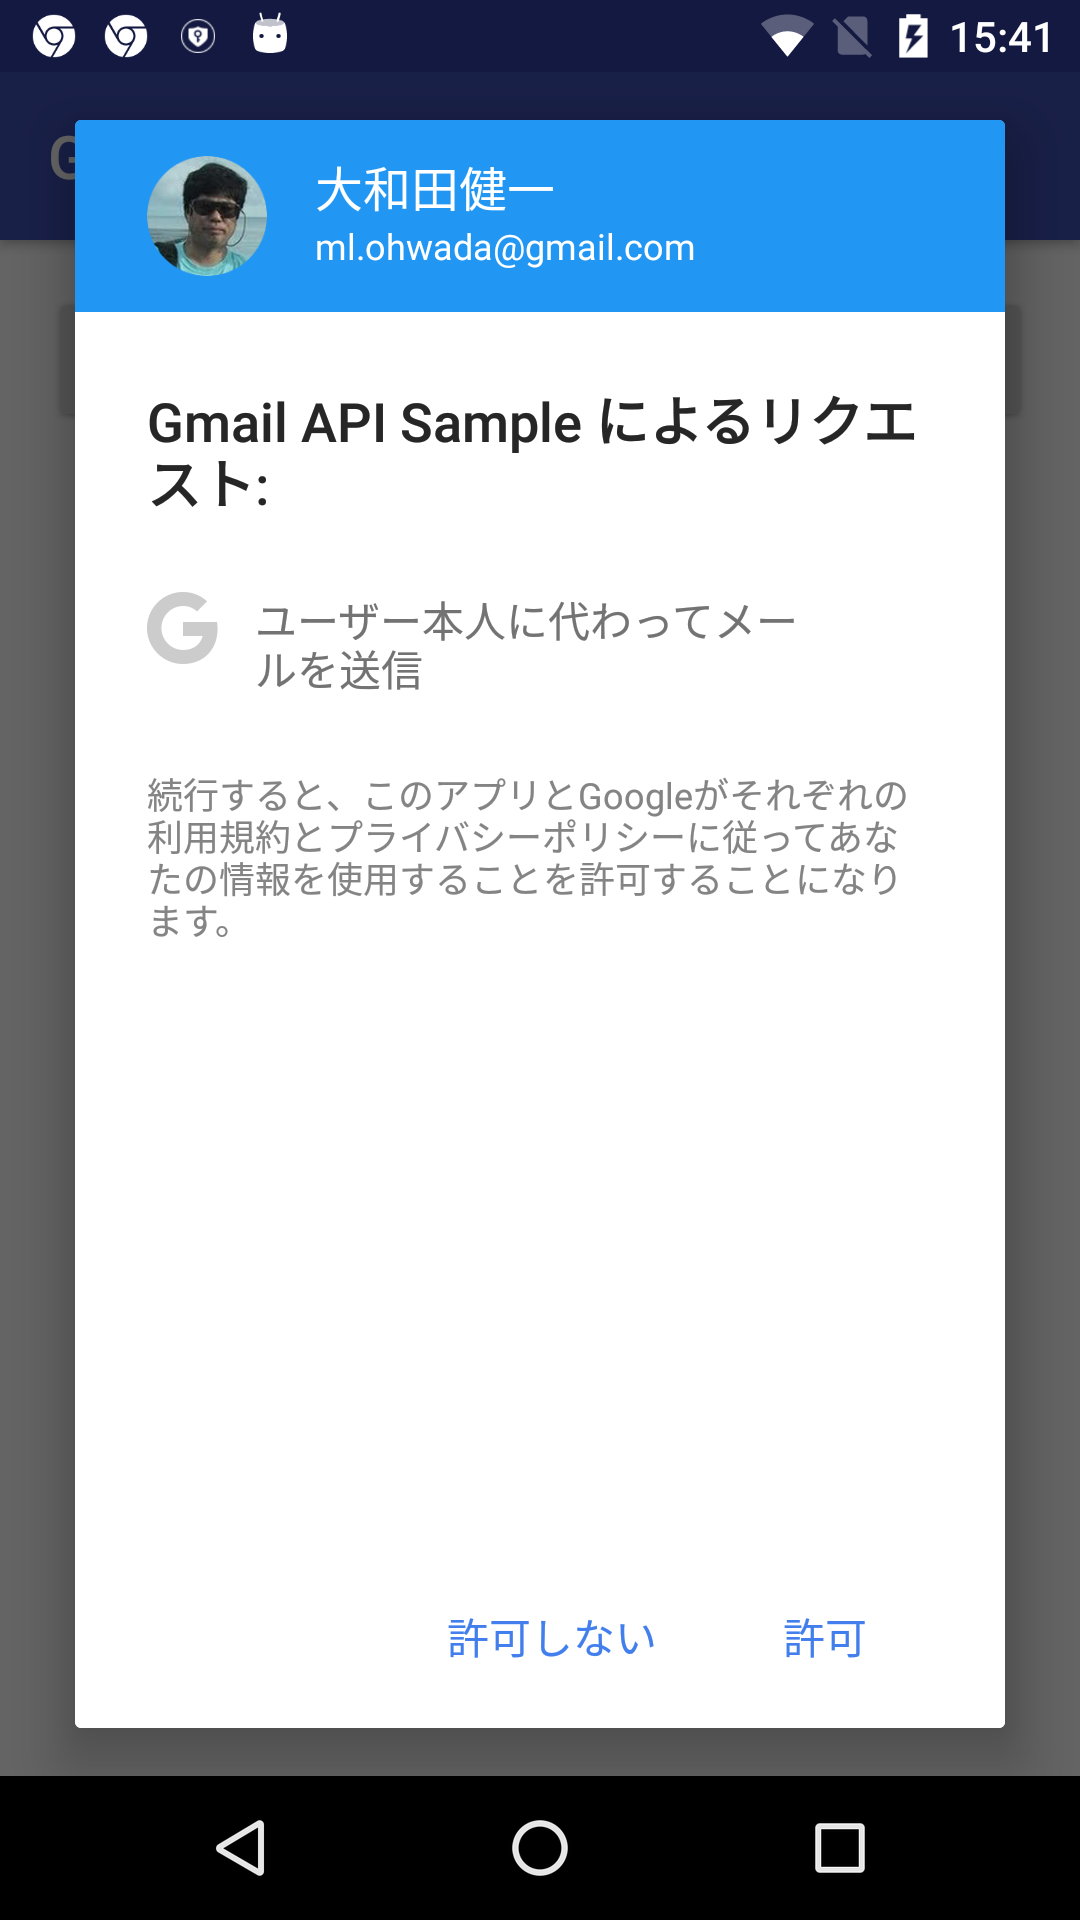 15:41
G
大和田健一
ml.ohwada@gmail.com
Gmail API Sample によるリクエ
スト:
ユーザー本人に代わってメー
ルを送信
続行すると、このアプリとGoogleがそれぞれの
利用規約とプライバシーポリシーに従ってあな
たの情報を使用することを許可することになり
ます。
許可しない
許可